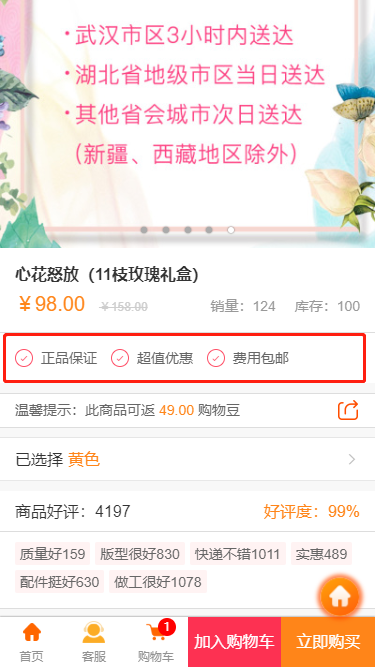 ·武汉市区3小时内送达
·湖北省地级市区当日送达
·其他省会城市次日送达
（新疆、西藏地区除外）
心花怒放（11枝玫瑰礼盒）
￥98.00 ￥158.00 销量：124 库存：100
正品保证 超值优惠 费用包邮
温馨提示：此商品可返 49.00 购物豆
已选择 黄色
商品好评：4197 好评度：99%
质量好159 版型很好830 快递不错1011 实惠489
配件挺好630 做工很好1078
1
首页 客服 购物车 加入购物车 立即购买